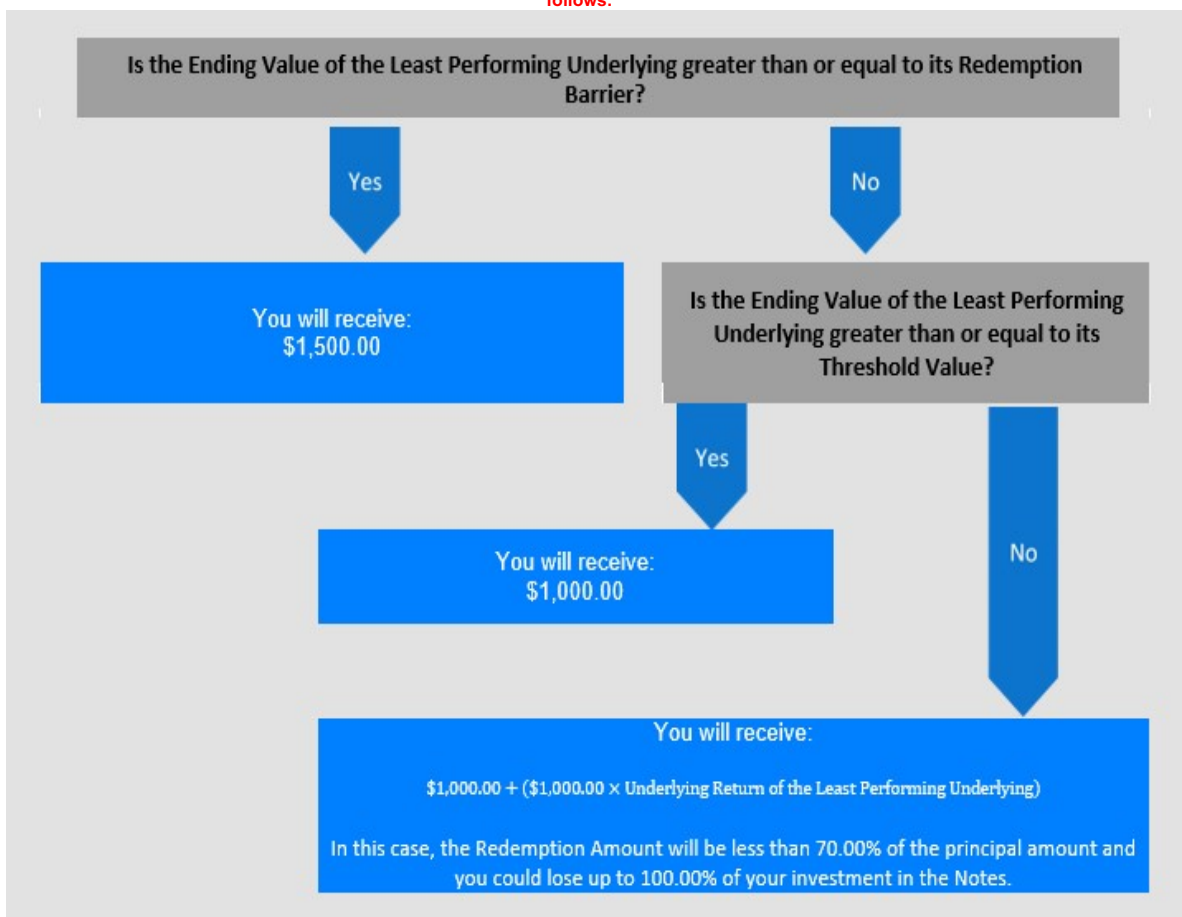 follows:
Is the Ending Value of the Least Performing Underlying greater than or equal to its Redemption
Barrier?
Yes
No
You will receive:
$1,500.00
Is the Ending Value of the Least Performing
Underlying greater than or equal to its
Threshold Value?
Yes
No
You will receive:
$1,000.00
You will receive:
$1,000.00 + ($1,000.00 × Underlying Return of the Least Performing Underlying)
In this case, the Redemption Amount will be less than 70.00% of the principal amount and
you could lose up to 100.00% of your investment in the Notes.